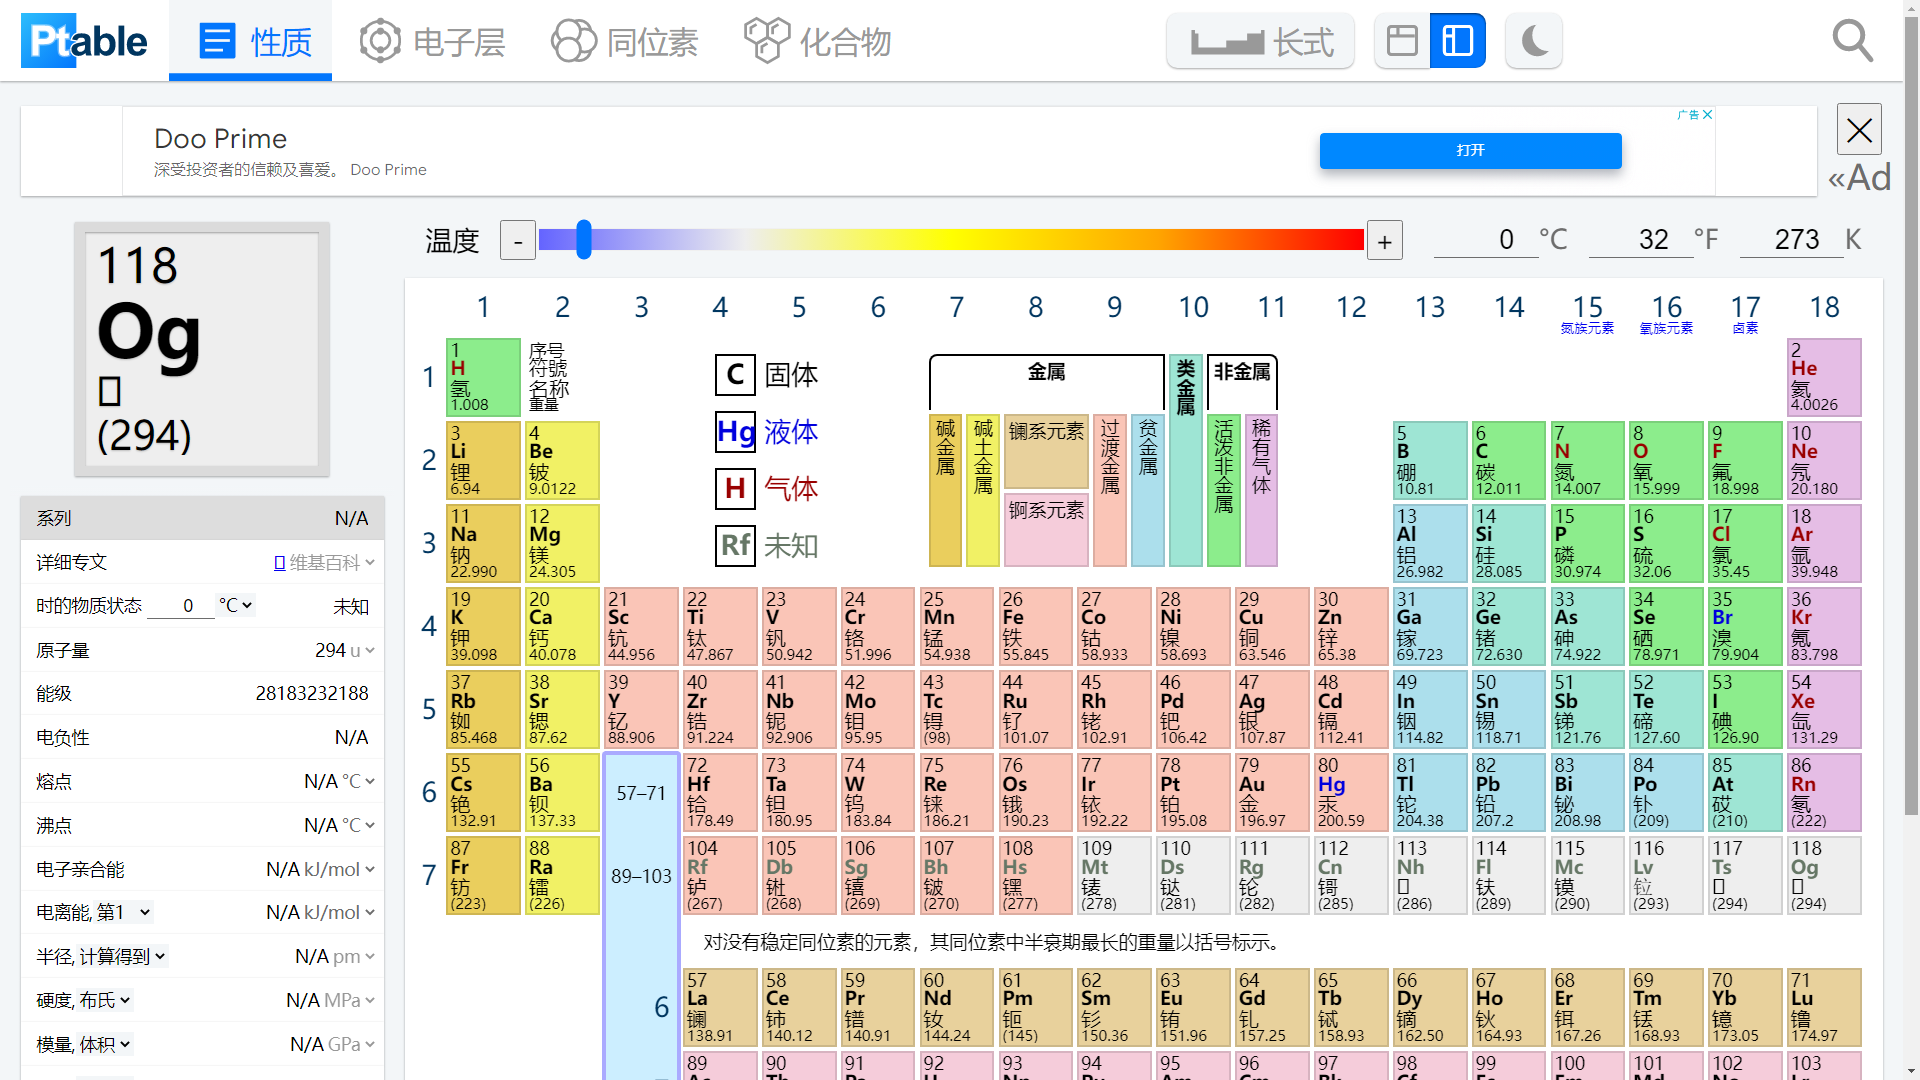 Ptable
性质
电子层
同位素
化合物
长式
Doo Prime
深受投资者的信赖及喜爱。 Doo Prime
广告
打开
«Ad
118
Og
(294)
温度
-
+
0 °C
32 °F
273 K
系列 N/A
详细专文 维基百科
时的物质状态 0 °C 未知
原子量 294 u
能级 28183232188
电负性 N/A
熔点 N/A °C
沸点 N/A °C
电子亲合能 N/A kJ/mol
电离能, 第1 N/A kJ/mol
半径, 计算得到 N/A pm
硬度, 布氏 N/A MPa
模量, 体积 N/A GPa
1 2 3 4 5 6 7 8 9 10 11 12 13 14 15 16 17 18
氮族元素 氧族元素 卤素
序号
符號
名称
重量
C 固体
Hg 液体
H 气体
Rf 未知
金属
类金属
非金属
碱金属
碱土金属
镧系元素
锕系元素
过渡金属
贫金属
活泼非金属
稀有气体
1
1 H 氢 1.008
2 He 氦 4.0026
2
3 Li 锂 6.94
4 Be 铍 9.0122
5 B 硼 10.81
6 C 碳 12.011
7 N 氮 14.007
8 O 氧 15.999
9 F 氟 18.998
10 Ne 氖 20.180
3
11 Na 钠 22.990
12 Mg 镁 24.305
13 Al 铝 26.982
14 Si 硅 28.085
15 P 磷 30.974
16 S 硫 32.06
17 Cl 氯 35.45
18 Ar 氩 39.948
4
19 K 钾 39.098
20 Ca 钙 40.078
21 Sc 钪 44.956
22 Ti 钛 47.867
23 V 钒 50.942
24 Cr 铬 51.996
25 Mn 锰 54.938
26 Fe 铁 55.845
27 Co 钴 58.933
28 Ni 镍 58.693
29 Cu 铜 63.546
30 Zn 锌 65.38
31 Ga 镓 69.723
32 Ge 锗 72.630
33 As 砷 74.922
34 Se 硒 78.971
35 Br 溴 79.904
36 Kr 氪 83.798
5
37 Rb 铷 85.468
38 Sr 锶 87.62
39 Y 钇 88.906
40 Zr 锆 91.224
41 Nb 铌 92.906
42 Mo 钼 95.95
43 Tc 锝 (98)
44 Ru 钌 101.07
45 Rh 铑 102.91
46 Pd 钯 106.42
47 Ag 银 107.87
48 Cd 镉 112.41
49 In 铟 114.82
50 Sn 锡 118.71
51 Sb 锑 121.76
52 Te 碲 127.60
53 I 碘 126.90
54 Xe 氙 131.29
6
55 Cs 铯 132.91
56 Ba 钡 137.33
57–71
72 Hf 铪 178.49
73 Ta 钽 180.95
74 W 钨 183.84
75 Re 铼 186.21
76 Os 锇 190.23
77 Ir 铱 192.22
78 Pt 铂 195.08
79 Au 金 196.97
80 Hg 汞 200.59
81 Tl 铊 204.38
82 Pb 铅 207.2
83 Bi 铋 208.98
84 Po 钋 (209)
85 At 砹 (210)
86 Rn 氡 (222)
7
87 Fr 钫 (223)
88 Ra 镭 (226)
89–103
104 Rf 𬬻 (267)
105 Db 𬭊 (268)
106 Sg 𬭳 (269)
107 Bh 𬭛 (270)
108 Hs 𬭶 (277)
109 Mt 鿏 (278)
110 Ds 𫟼 (281)
111 Rg 𬬭 (282)
112 Cn 鿔 (285)
113 Nh (286)
114 Fl 𫓧 (289)
115 Mc 镆 (290)
116 Lv 𫟷 (293)
117 Ts (294)
118 Og (294)
对没有稳定同位素的元素，其同位素中半衰期最长的重量以括号标示。
6
57 La 镧 138.91
58 Ce 铈 140.12
59 Pr 镨 140.91
60 Nd 钕 144.24
61 Pm 钷 (145)
62 Sm 钐 150.36
63 Eu 铕 151.96
64 Gd 钆 157.25
65 Tb 铽 158.93
66 Dy 镝 162.50
67 Ho 钬 164.93
68 Er 铒 167.26
69 Tm 铥 168.93
70 Yb 镱 173.05
71 Lu 镥 174.97
89 90 91 92 93 94 95 96 97 98 99 100 101 102 103